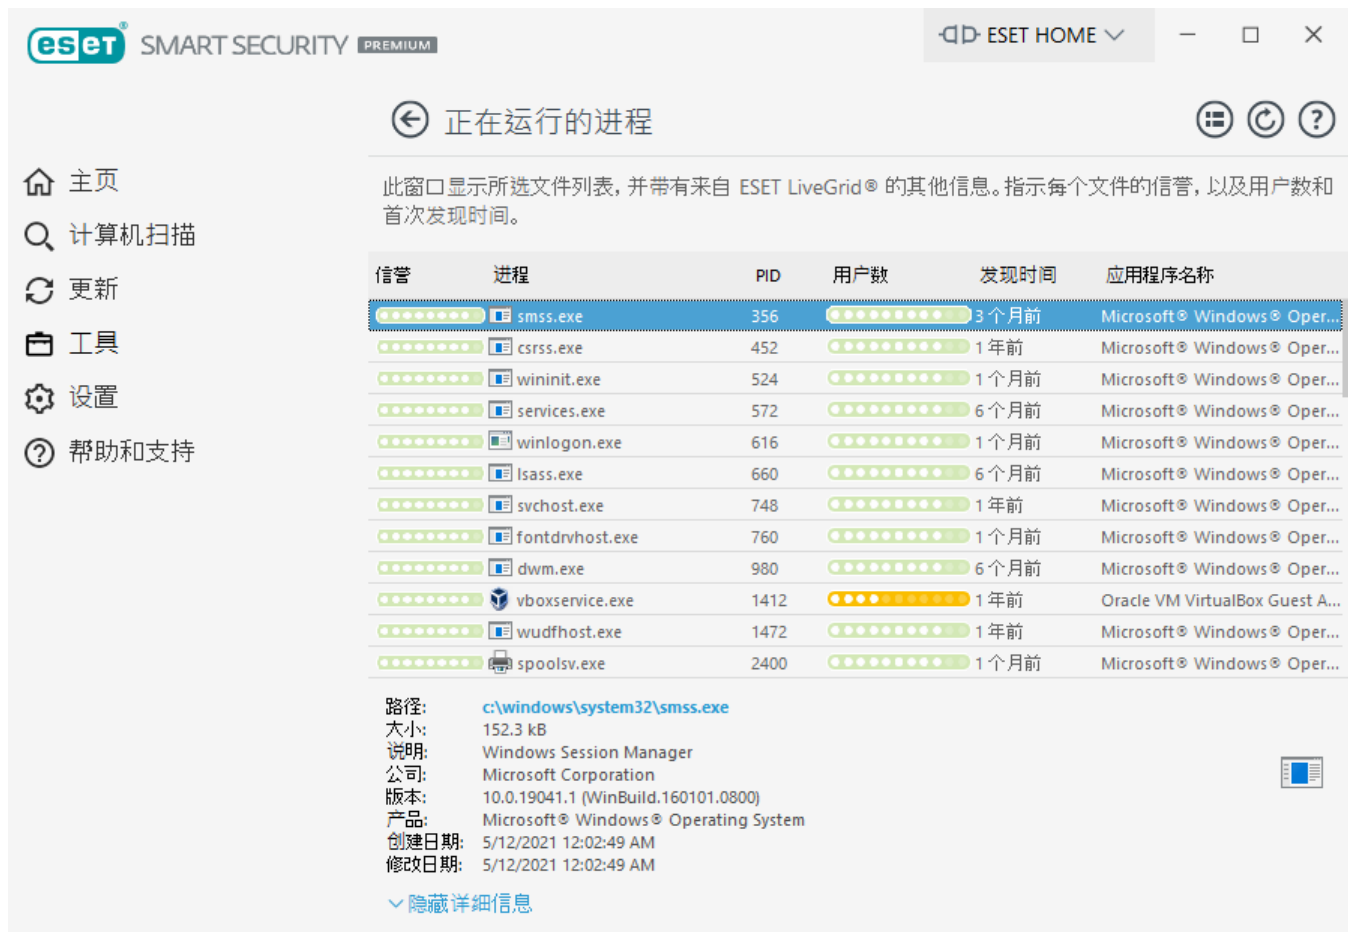 eseT® SMART SECURITY PREMIUM
ESET HOME
正在运行的进程
主页
计算机扫描
更新
工具
设置
帮助和支持
此窗口显示所选文件列表, 并带有来自 ESET LiveGrid® 的其他信息。指示每个文件的信誉, 以及用户数和
首次发现时间。
信誉 进程 PID 用户数 发现时间 应用程序名称
smss.exe 356 3 个月前 Microsoft® Windows® Oper...
csrss.exe 452 1 年前 Microsoft® Windows® Oper...
wininit.exe 524 1 个月前 Microsoft® Windows® Oper...
services.exe 572 6 个月前 Microsoft® Windows® Oper...
winlogon.exe 616 1 个月前 Microsoft® Windows® Oper...
lsass.exe 660 6 个月前 Microsoft® Windows® Oper...
svchost.exe 748 1 年前 Microsoft® Windows® Oper...
fontdrvhost.exe 760 1 个月前 Microsoft® Windows® Oper...
dwm.exe 980 6 个月前 Microsoft® Windows® Oper...
vboxservice.exe 1412 1 年前 Oracle VM VirtualBox Guest A...
wudfhost.exe 1472 1 年前 Microsoft® Windows® Oper...
spoolsv.exe 2400 1 个月前 Microsoft® Windows® Oper...
路径: c:\windows\system32\smss.exe
大小: 152.3 kB
说明: Windows Session Manager
公司: Microsoft Corporation
版本: 10.0.19041.1 (WinBuild.160101.0800)
产品: Microsoft® Windows® Operating System
创建日期: 5/12/2021 12:02:49 AM
修改日期: 5/12/2021 12:02:49 AM
隐藏详细信息